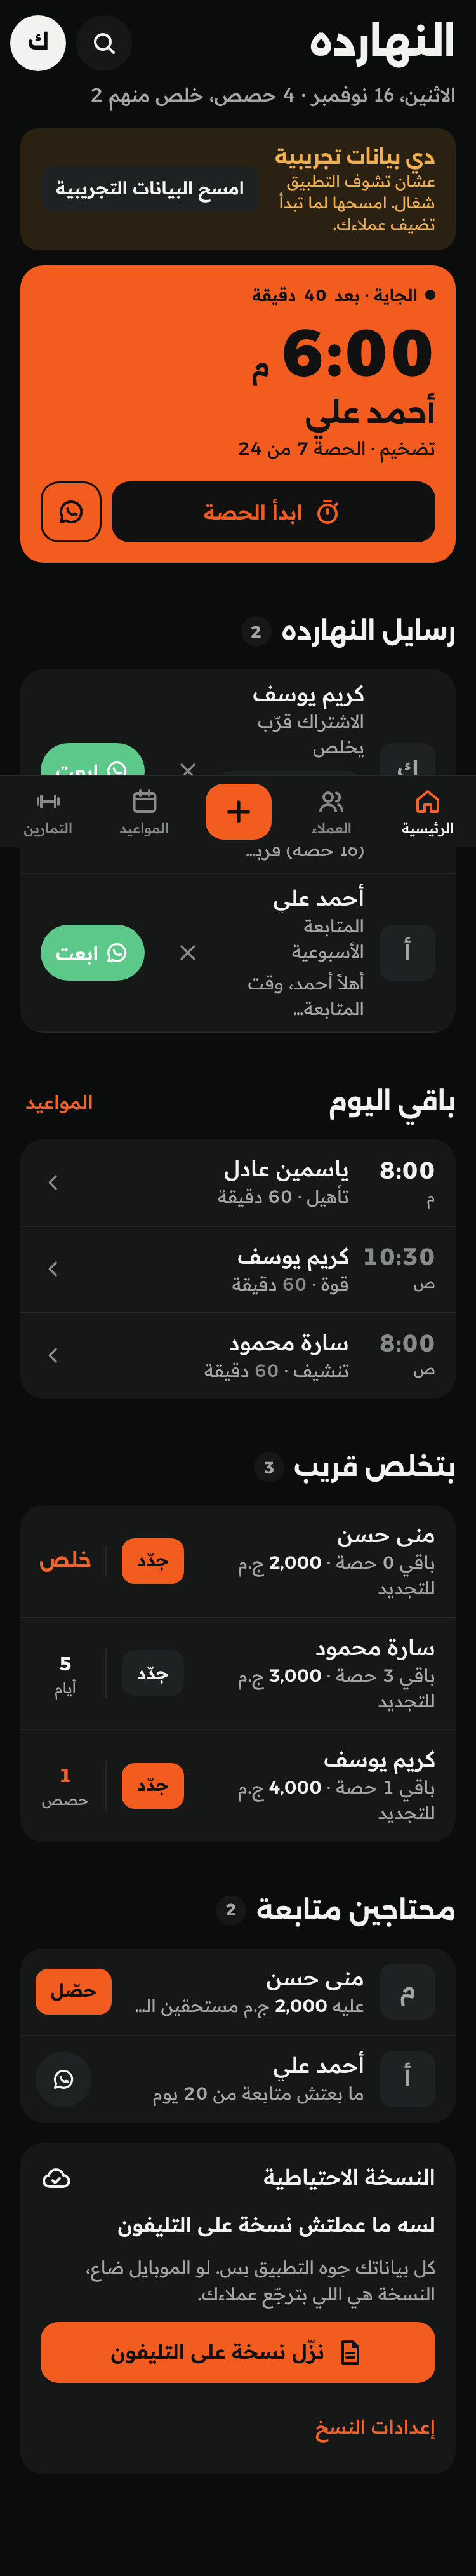 النهارده
ك
الاثنين، 16 نوفمبر · 4 حصص، خلص منهم 2
دي بيانات تجريبية
عشان تشوف التطبيق
شغال. امسحها لما تبدأ
تضيف عملاءك.
امسح البيانات التجريبية
الجاية · بعد 40 دقيقة
6:00 م
أحمد علي
تضخيم · الحصة 7 من 24
ابدأ الحصة
رسايل النهارده 2
كريم يوسف
الاشتراك قرّب
يخلص
ك
ابعت
الرئيسية
العملاء
المواعيد
التمارين
(16 حصة) قرب...
أحمد علي
المتابعة
الأسبوعية
أهلاً أحمد، وقت
المتابعة...
أ
ابعت
باقي اليوم
المواعيد
8:00 م
ياسمين عادل
تأهيل · 60 دقيقة
10:30 ص
كريم يوسف
قوة · 60 دقيقة
8:00 ص
سارة محمود
تنشيف · 60 دقيقة
بتخلص قريب 3
منى حسن
باقي 0 حصة · 2,000 ج.م
للتجديد
جدّد
خلص
سارة محمود
باقي 3 حصة · 3,000 ج.م
للتجديد
جدّد
5
أيام
كريم يوسف
باقي 1 حصة · 4,000 ج.م
للتجديد
جدّد
1
حصص
محتاجين متابعة 2
م
منى حسن
عليه 2,000 ج.م مستحقين الـ...
حصّل
أ
أحمد علي
ما بعتش متابعة من 20 يوم
النسخة الاحتياطية
لسه ما عملتش نسخة على التليفون
كل بياناتك جوه التطبيق بس. لو الموبايل ضاع،
النسخة هي اللي بترجّع عملاءك.
نزّل نسخة على التليفون
إعدادات النسخ